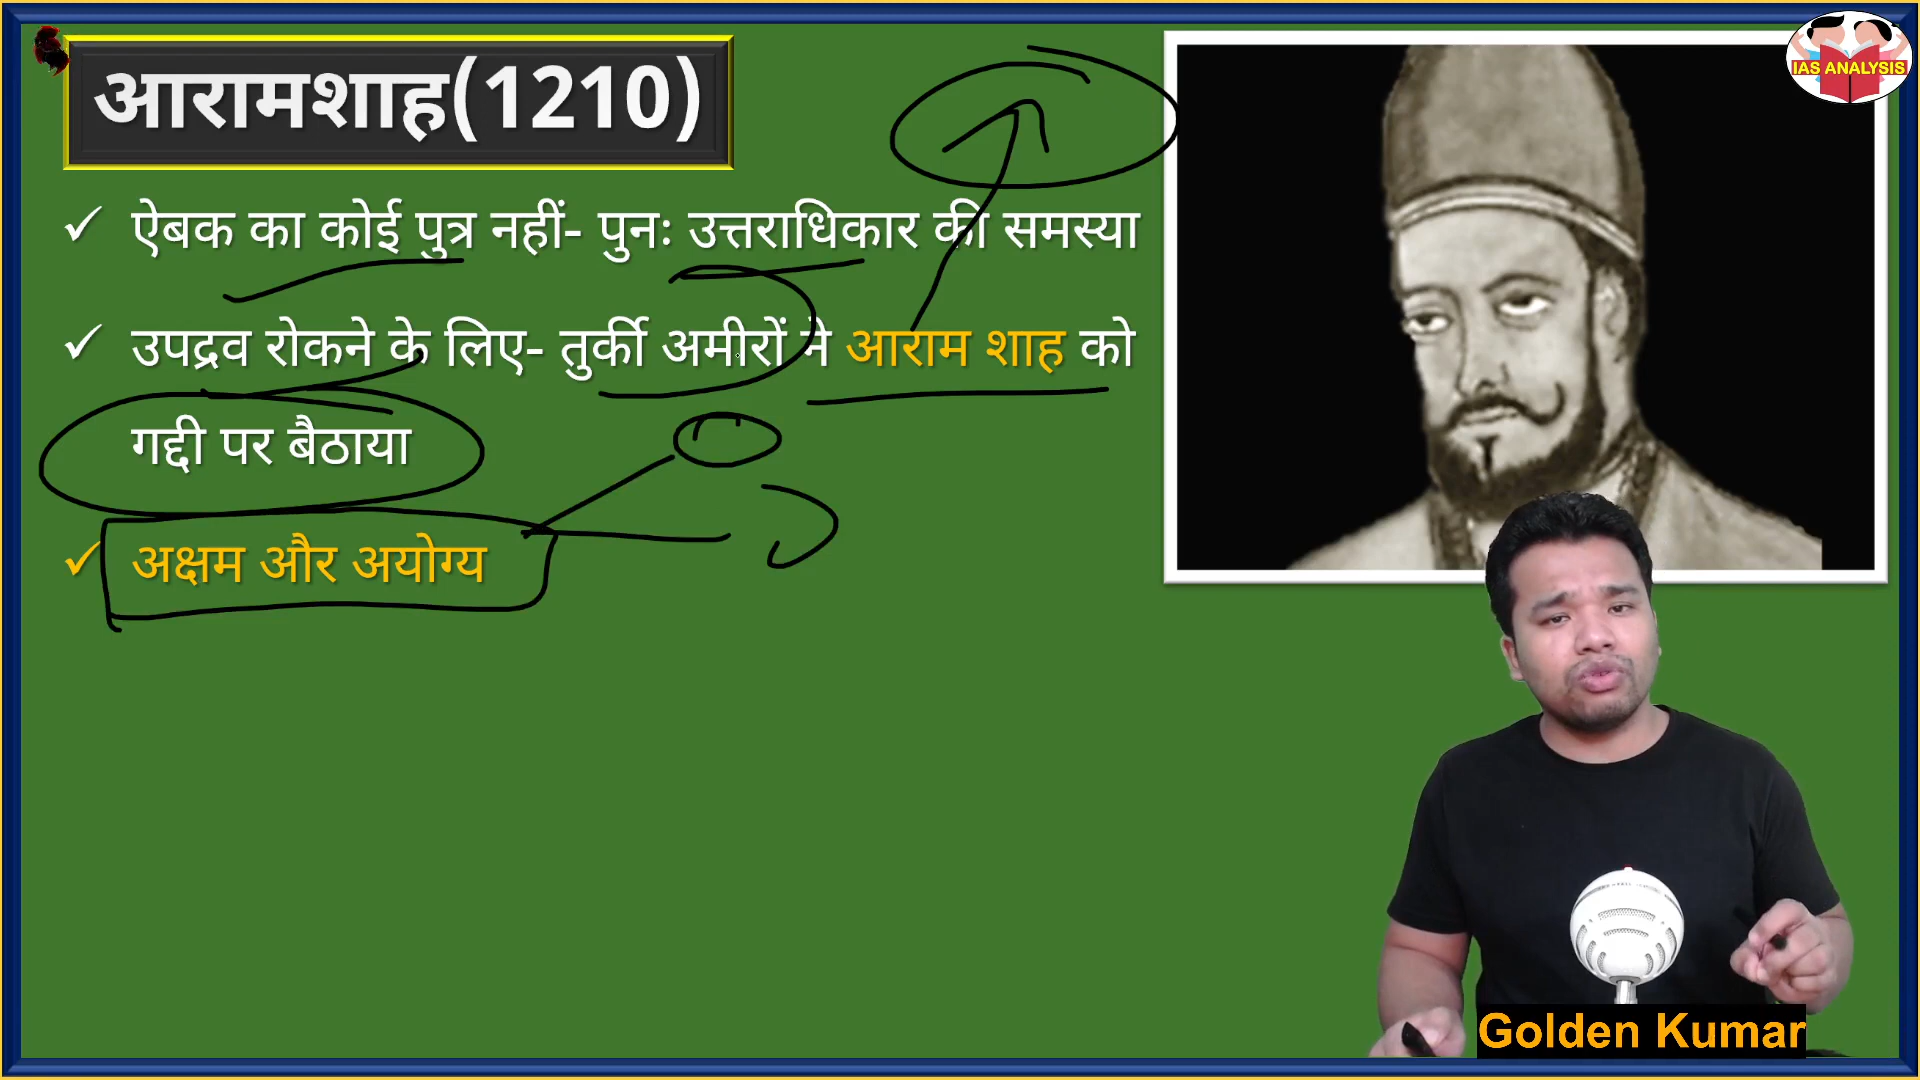 आरामशाह(1210)
IAS ANALYSIS
✓ ऐबक का कोई पुत्र नहीं- पुनः उत्तराधिकार की समस्या
✓ उपद्रव रोकने के लिए- तुर्की अमीरों ने आराम शाह को
गद्दी पर बैठाया
✓ अक्षम और अयोग्य
Golden Kumar